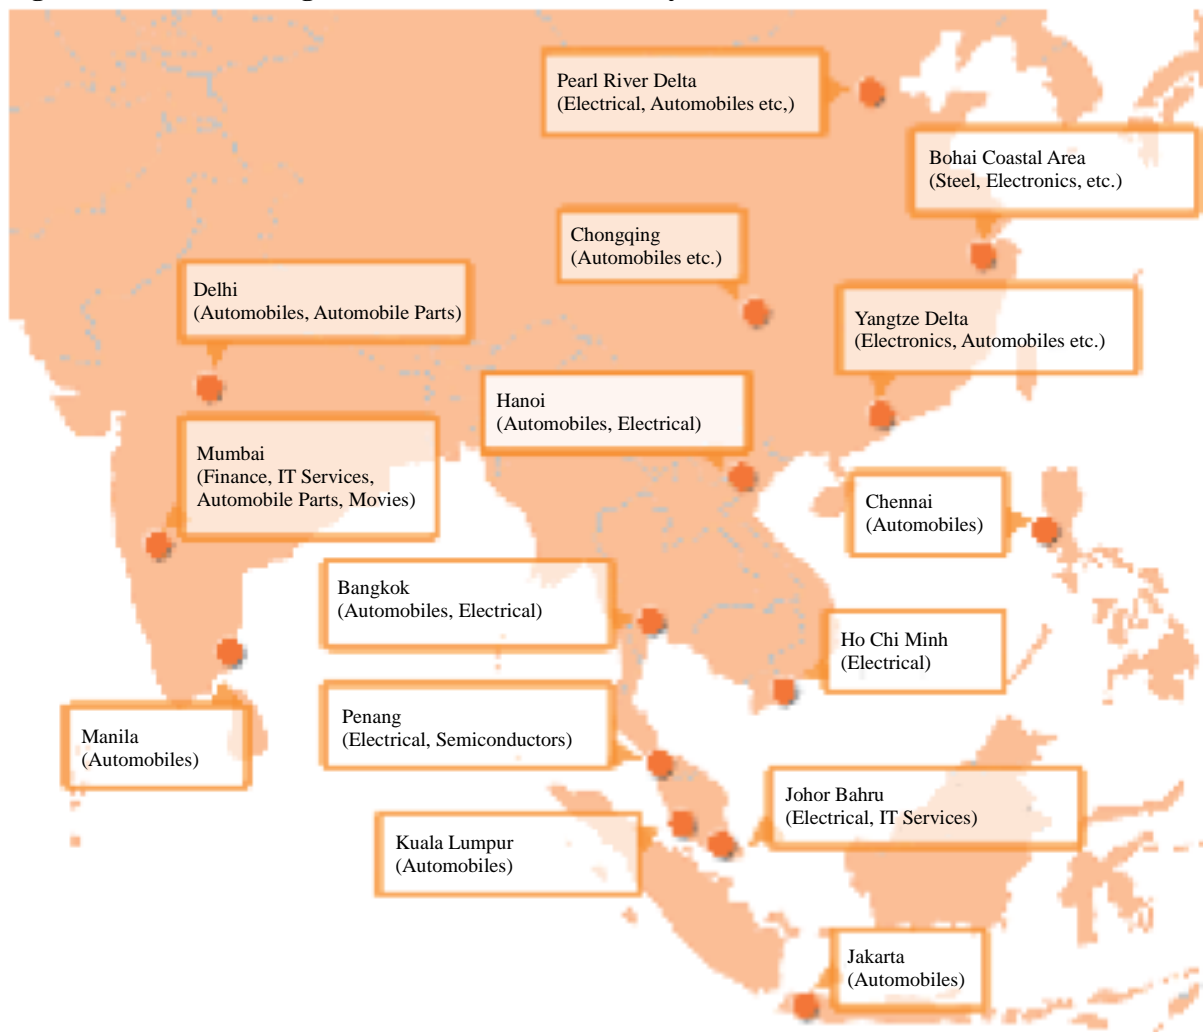 Pearl River Delta
(Electrical, Automobiles etc,)
Bohai Coastal Area
(Steel, Electronics, etc.)
Chongqing
(Automobiles etc.)
Delhi
(Automobiles, Automobile Parts)
Yangtze Delta
(Electronics, Automobiles etc.)
Hanoi
(Automobiles, Electrical)
Mumbai
(Finance, IT Services,
Automobile Parts, Movies)
Chennai
(Automobiles)
Bangkok
(Automobiles, Electrical)
Ho Chi Minh
(Electrical)
Penang
(Electrical, Semiconductors)
Manila
(Automobiles)
Johor Bahru
(Electrical, IT Services)
Kuala Lumpur
(Automobiles)
Jakarta
(Automobiles)